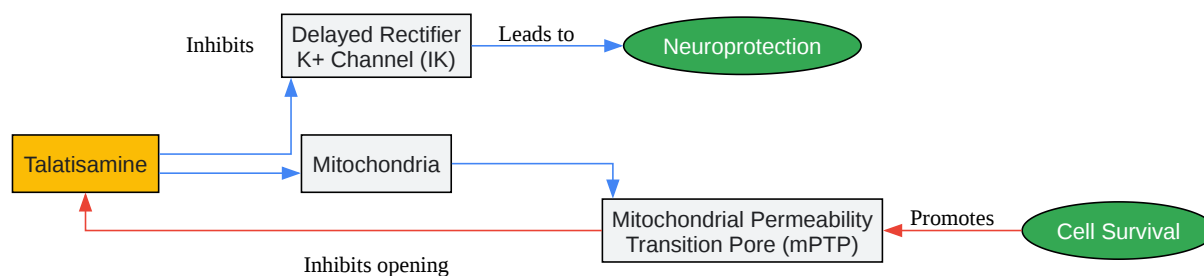 Inhibits
Delayed Rectifier
K+ Channel (IK)
Leads to
Neuroprotection
Talatisamine
Mitochondria
Mitochondrial Permeability
Transition Pore (mPTP)
Promotes
Cell Survival
Inhibits opening